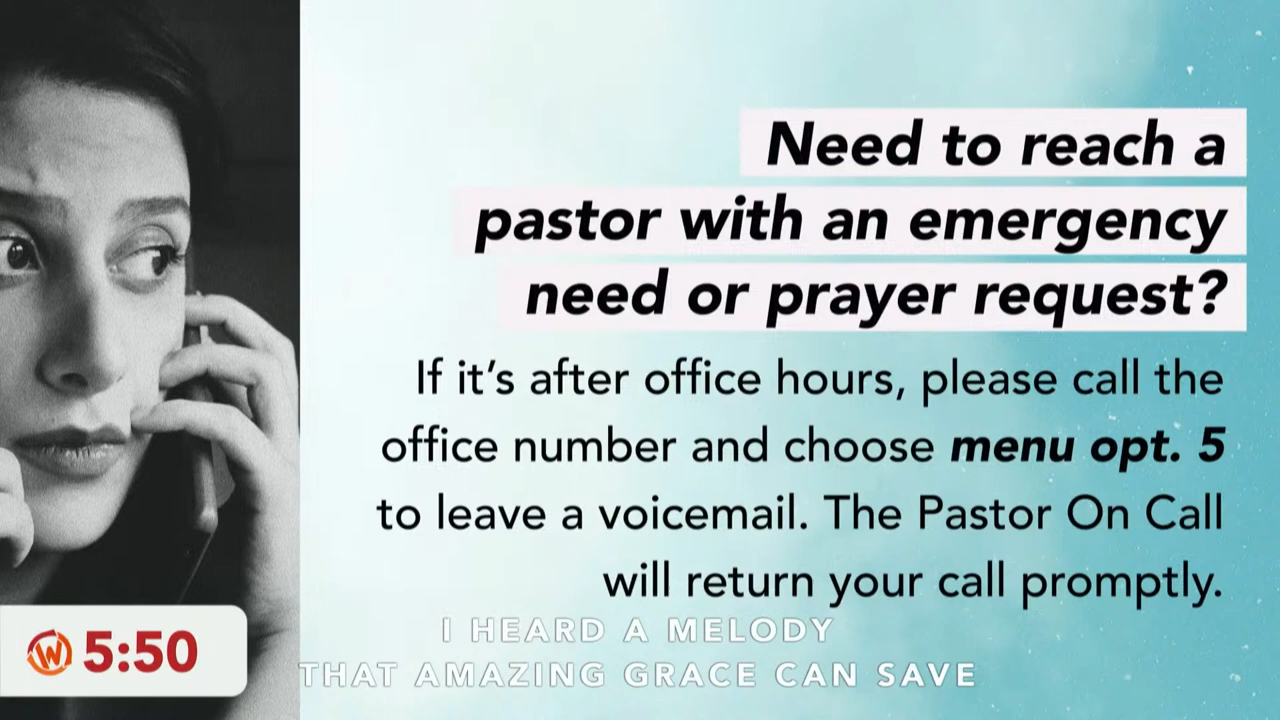 Need to reach a
pastor with an emergency
need or prayer request?
If it's after office hours, please call the
office number and choose menu opt. 5
to leave a voicemail. The Pastor On Call
will return your call promptly.
I HEARD A MELODY
THAT AMAZING GRACE CAN SAVE
W 5:50